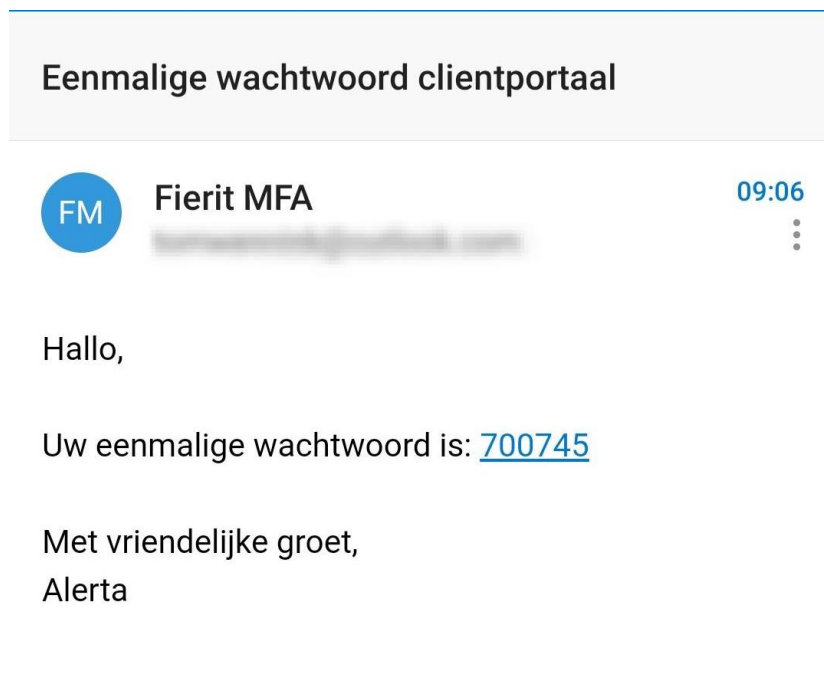 Eenmalige wachtwoord clientportaal
FM
Fierit MFA
09:06
Hallo,
Uw eenmalige wachtwoord is: 700745
Met vriendelijke groet,
Alerta